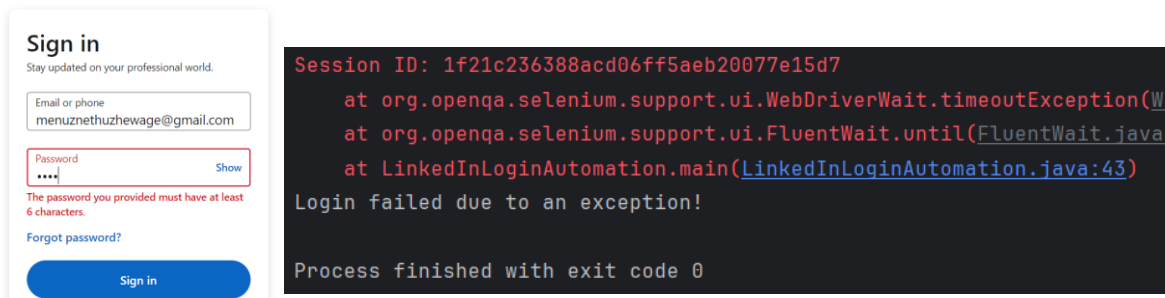 Sign in
Stay updated on your professional world.
Email or phone
menuznethuzhewage@gmail.com
Password
••••
Show
The password you provided must have at least
6 characters.
Forgot password?
Sign in
Session ID: 1f21c236388acd06ff5aeb20077e15d7
at org.openqa.selenium.support.ui.WebDriverWait.timeoutException(W
at org.openqa.selenium.support.ui.FluentWait.until(FluentWait.java
at LinkedInLoginAutomation.main(LinkedInLoginAutomation.java:43)
Login failed due to an exception!
Process finished with exit code 0